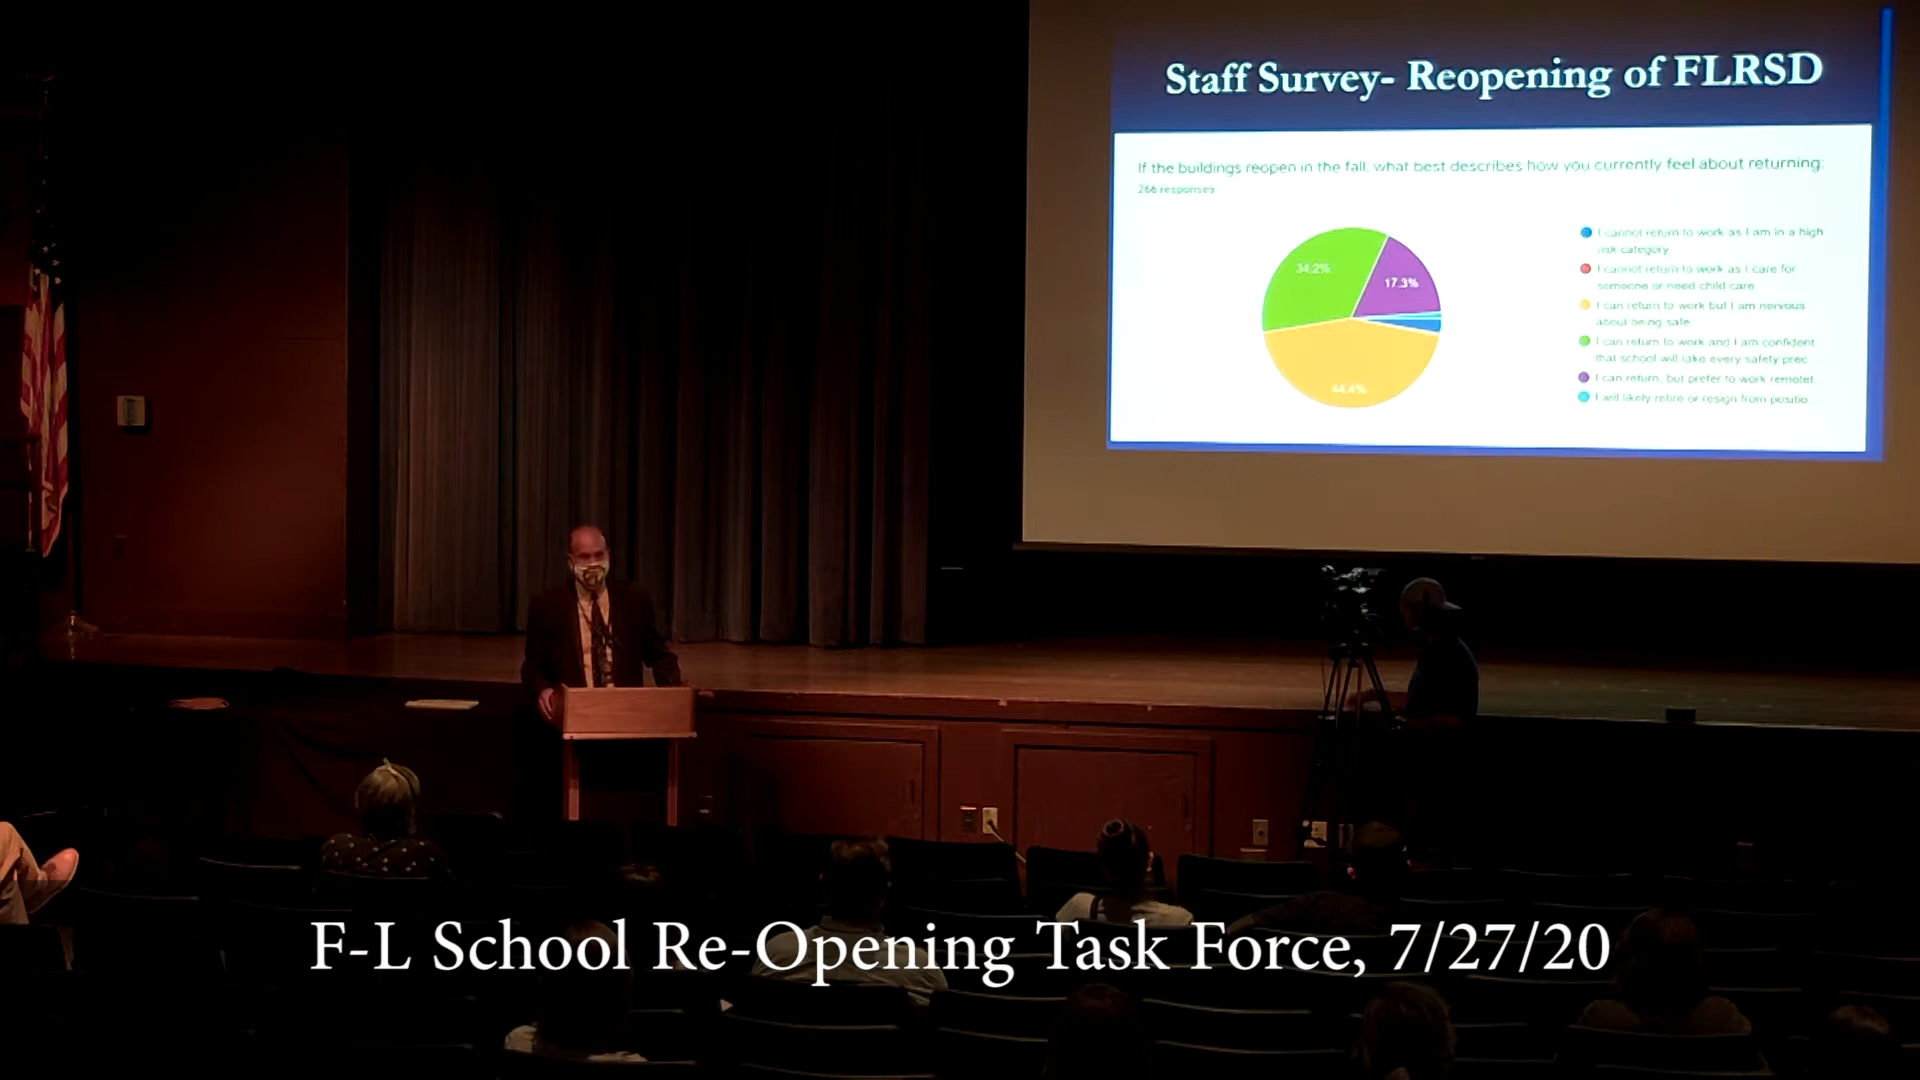 Staff Survey- Reopening of FLRSD
If the buildings reopen in the fall, what best describes how you currently feel about returning:
266 responses
34.2%
17.3%
44.4%
I cannot return to work as I am in a high
risk category
I cannot return to work as I care for
someone or need child care
I can return to work but I am nervous
about being safe
I can return to work and I am confident
that school will take every safety prec...
I can return, but prefer to work remotel...
I will likely retire or resign from positio...
F-L School Re-Opening Task Force, 7/27/20